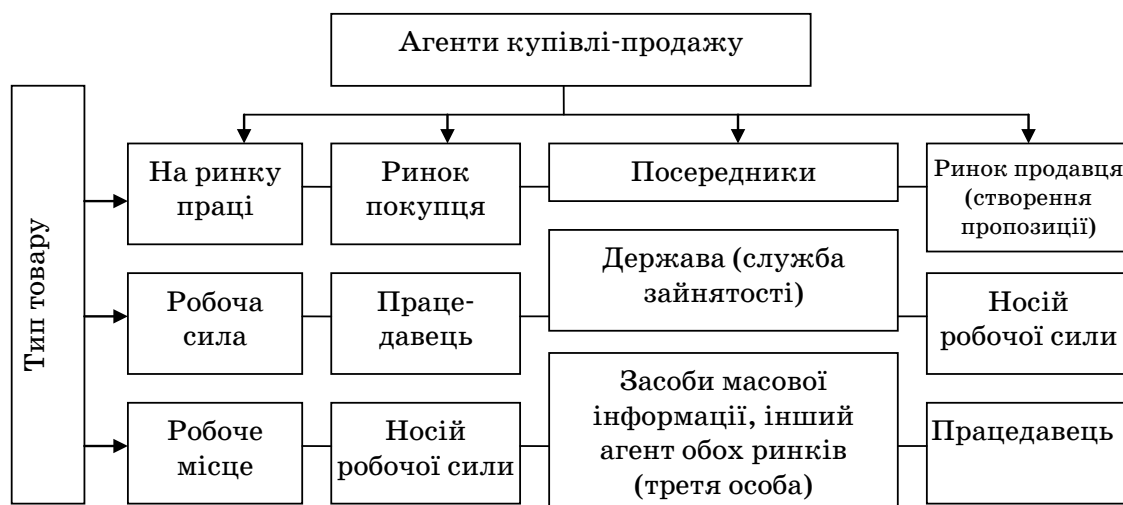 Агенти купівлі-продажу
Тип товару
На ринку
праці
Ринок
покупця
Посередники
Ринок продавця
(створення
пропозиції)
Робоча
сила
Праце-
давець
Держава (служба
зайнятості)
Носій
робочої сили
Робоче
місце
Носій
робочої сили
Засоби масової
інформації, інший
агент обох ринків
(третя особа)
Працедавець